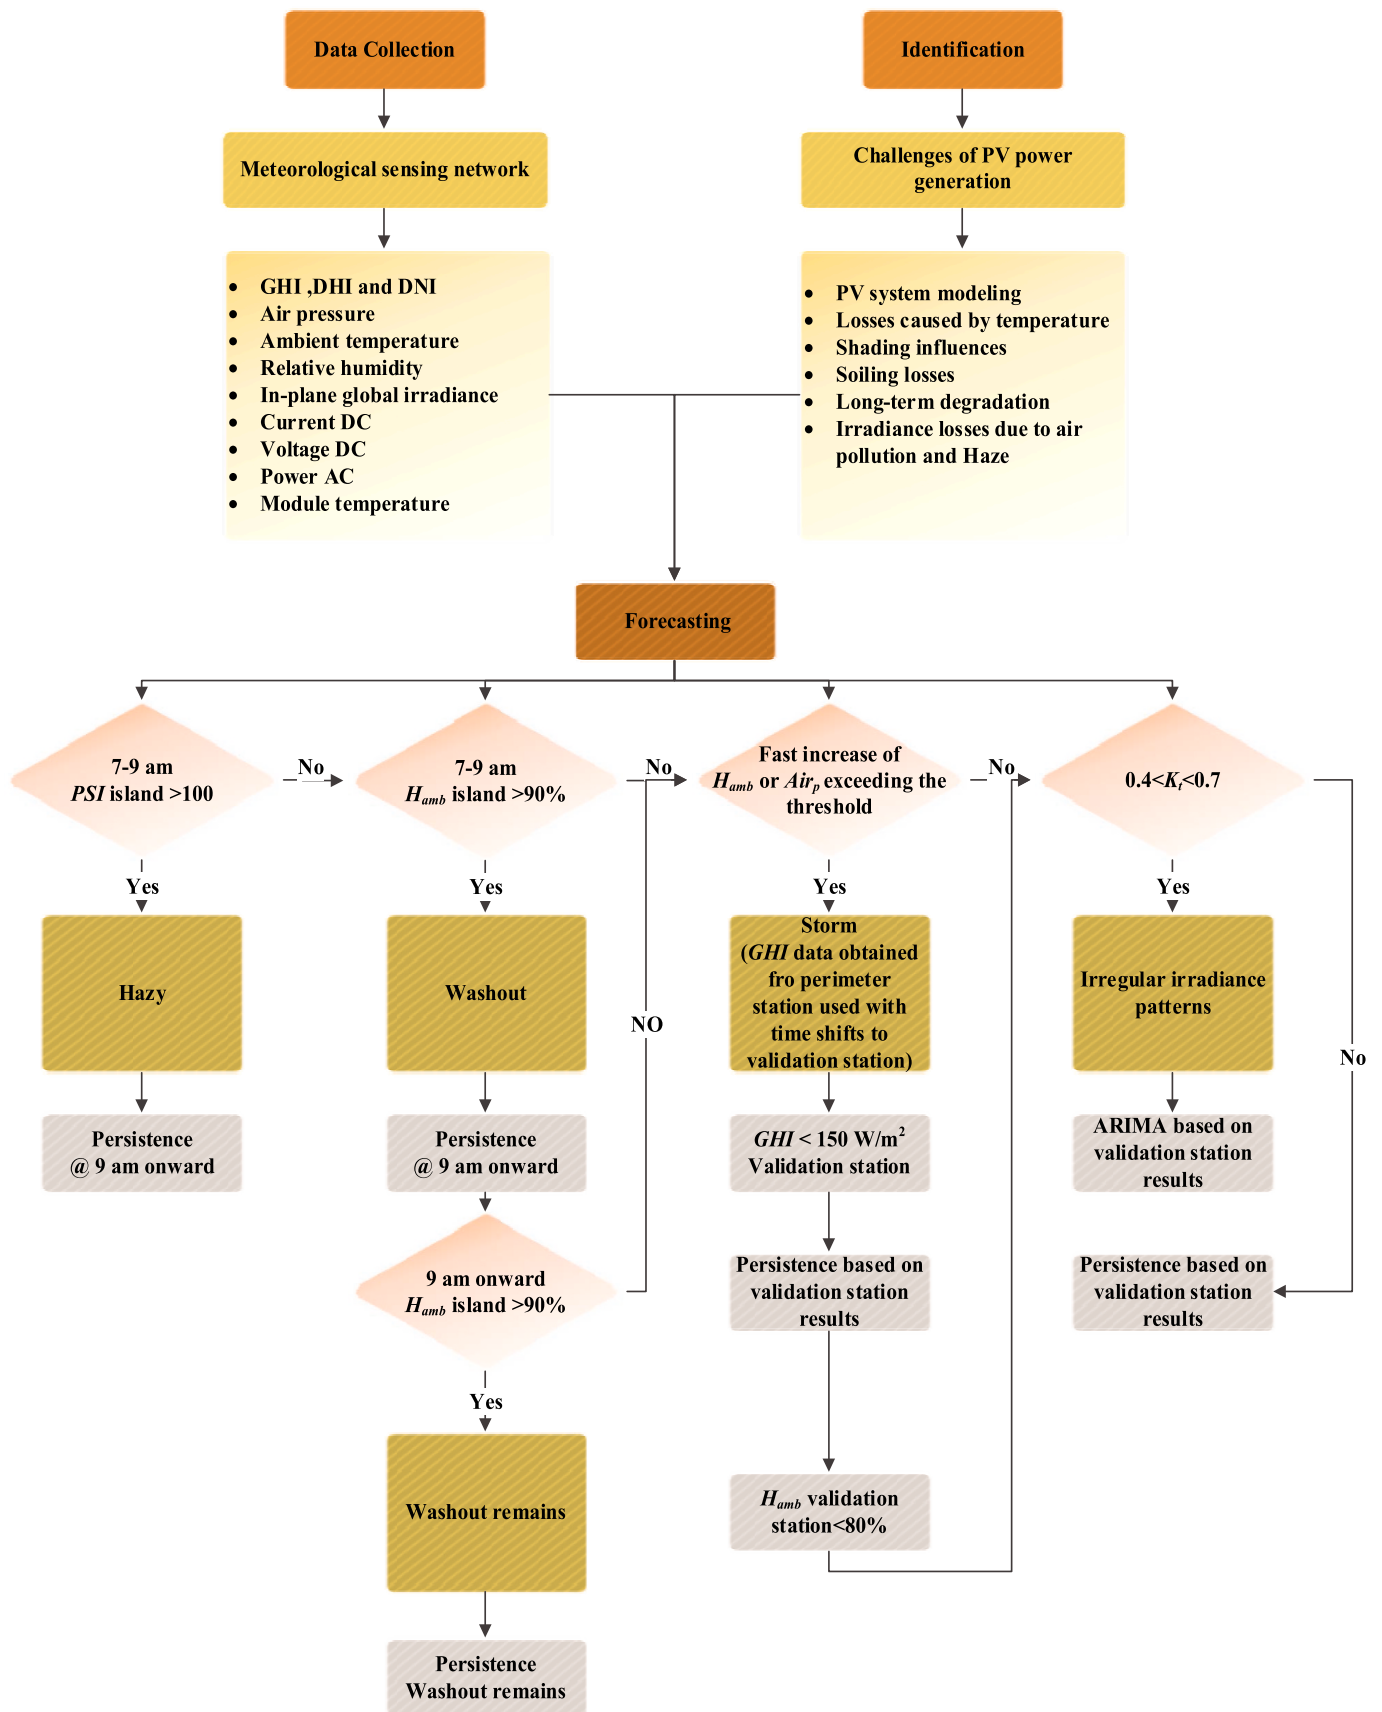 Data Collection
Identification
Meteorological sensing network
Challenges of PV power
generation
• GHI ,DHI and DNI
• Air pressure
• Ambient temperature
• Relative humidity
• In-plane global irradiance
• Current DC
• Voltage DC
• Power AC
• Module temperature
• PV system modeling
• Losses caused by temperature
• Shading influences
• Soiling losses
• Long-term degradation
• Irradiance losses due to air
pollution and Haze
Forecasting
7-9 am
PSI island >100
No
7-9 am
H_amb island >90%
No
Fast increase of
H_amb or Air_p exceeding the
threshold
No
0.4<K_t<0.7
Yes
Yes
Yes
Yes
Hazy
Washout
Storm
(GHI data obtained
fro perimeter
station used with
time shifts to
validation station)
Irregular irradiance
patterns
NO
No
Persistence
@ 9 am onward
Persistence
@ 9 am onward
GHI < 150 W/m²
Validation station
ARIMA based on
validation station
results
9 am onward
H_amb island >90%
Persistence based on
validation station
results
Persistence based on
validation station
results
Yes
Washout remains
H_amb validation
station<80%
Persistence
Washout remains